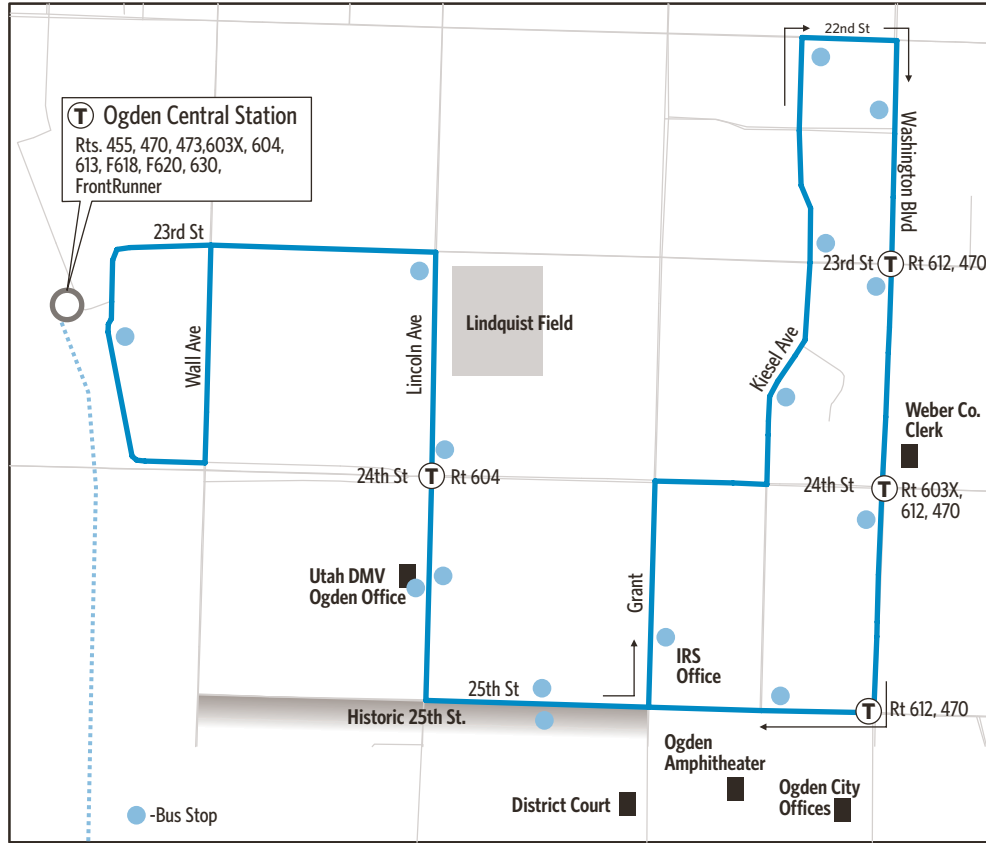 22nd St
T Ogden Central Station
Rts. 455, 470, 473,603X, 604,
613, F618, F620, 630,
FrontRunner
Washington Blvd
23rd St
23rd St T Rt 612, 470
Wall Ave
Lincoln Ave
Lindquist Field
Kiesel Ave
Weber Co.
Clerk
24th St T Rt 604
24th St T Rt 603X,
612, 470
Utah DMV
Ogden Office
Grant
IRS
Office
25th St
Historic 25th St.
T Rt 612, 470
Ogden
Amphitheater
District Court
Ogden City
Offices
-Bus Stop